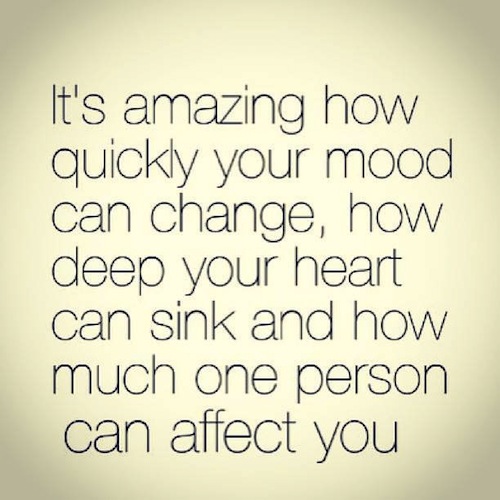 It's amazing how
quickly your mood
can change, how
deep your heart
can sink and how
much one person
can affect you